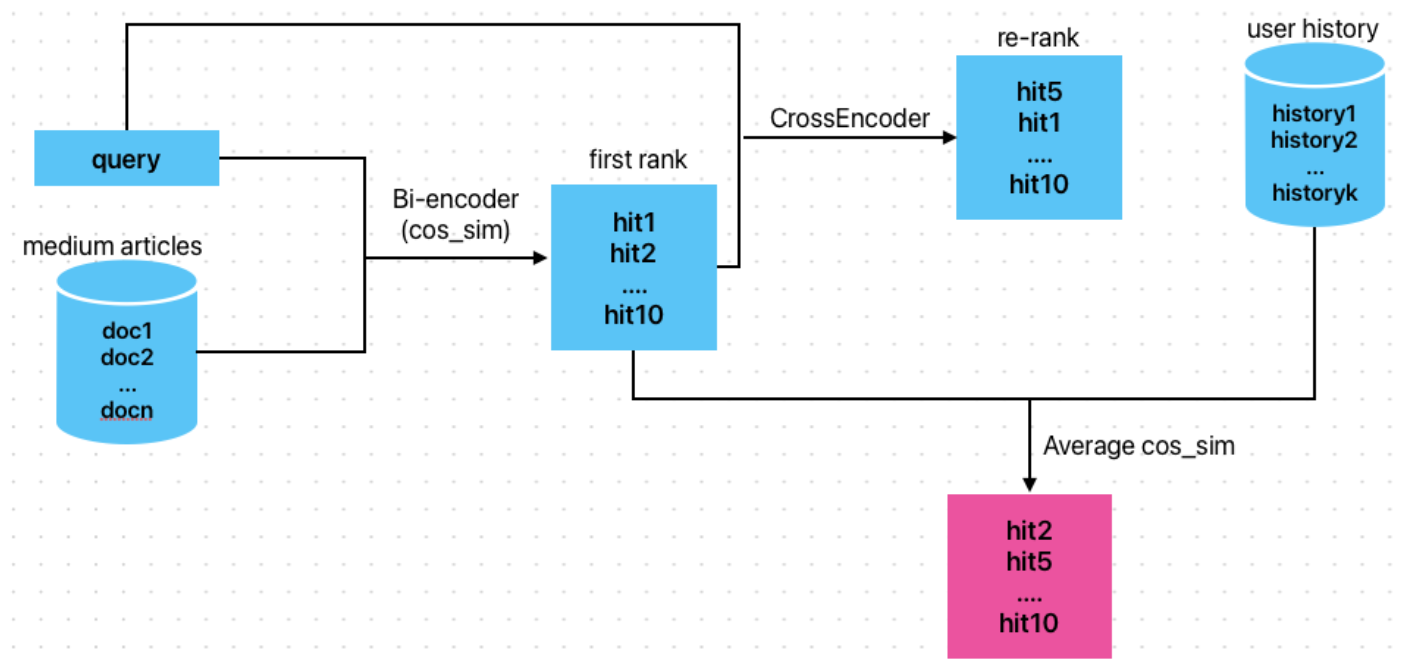 query
medium articles
doc1
doc2
...
docn
Bi-encoder
(cos_sim)
first rank
hit1
hit2
....
hit10
CrossEncoder
re-rank
hit5
hit1
....
hit10
user history
history1
history2
...
historyk
Average cos_sim
hit2
hit5
....
hit10